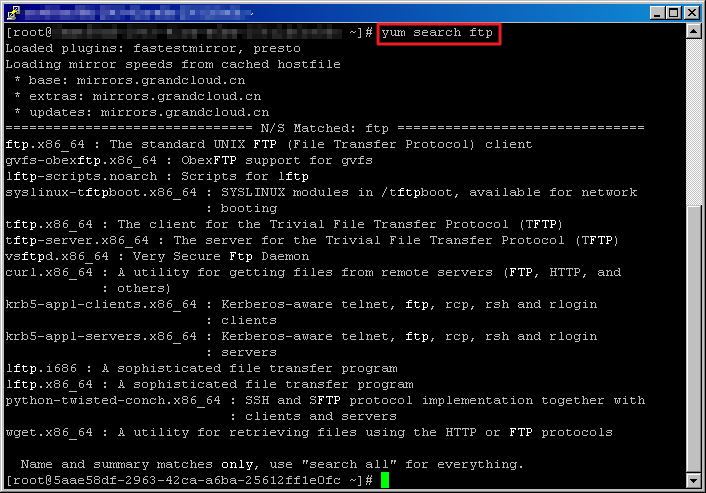 [root@ ~]# yum search ftp
Loaded plugins: fastestmirror, presto
Loading mirror speeds from cached hostfile
 * base: mirrors.grandcloud.cn
 * extras: mirrors.grandcloud.cn
 * updates: mirrors.grandcloud.cn
=============================== N/S Matched: ftp ===============================
ftp.x86_64 : The standard UNIX FTP (File Transfer Protocol) client
gvfs-obexftp.x86_64 : ObexFTP support for gvfs
lftp-scripts.noarch : Scripts for lftp
syslinux-tftpboot.x86_64 : SYSLINUX modules in /tftpboot, available for network
                         : booting
tftp.x86_64 : The client for the Trivial File Transfer Protocol (TFTP)
tftp-server.x86_64 : The server for the Trivial File Transfer Protocol (TFTP)
vsftpd.x86_64 : Very Secure Ftp Daemon
curl.x86_64 : A utility for getting files from remote servers (FTP, HTTP, and
            : others)
krb5-appl-clients.x86_64 : Kerberos-aware telnet, ftp, rcp, rsh and rlogin
                         : clients
krb5-appl-servers.x86_64 : Kerberos-aware telnet, ftp, rcp, rsh and rlogin
                         : servers
lftp.i686 : A sophisticated file transfer program
lftp.x86_64 : A sophisticated file transfer program
python-twisted-conch.x86_64 : SSH and SFTP protocol implementation together with
                            : clients and servers
wget.x86_64 : A utility for retrieving files using the HTTP or FTP protocols
  Name and summary matches only, use "search all" for everything.
[root@5aae58df-2963-42ca-a6ba-25612ff1e0fc ~]#